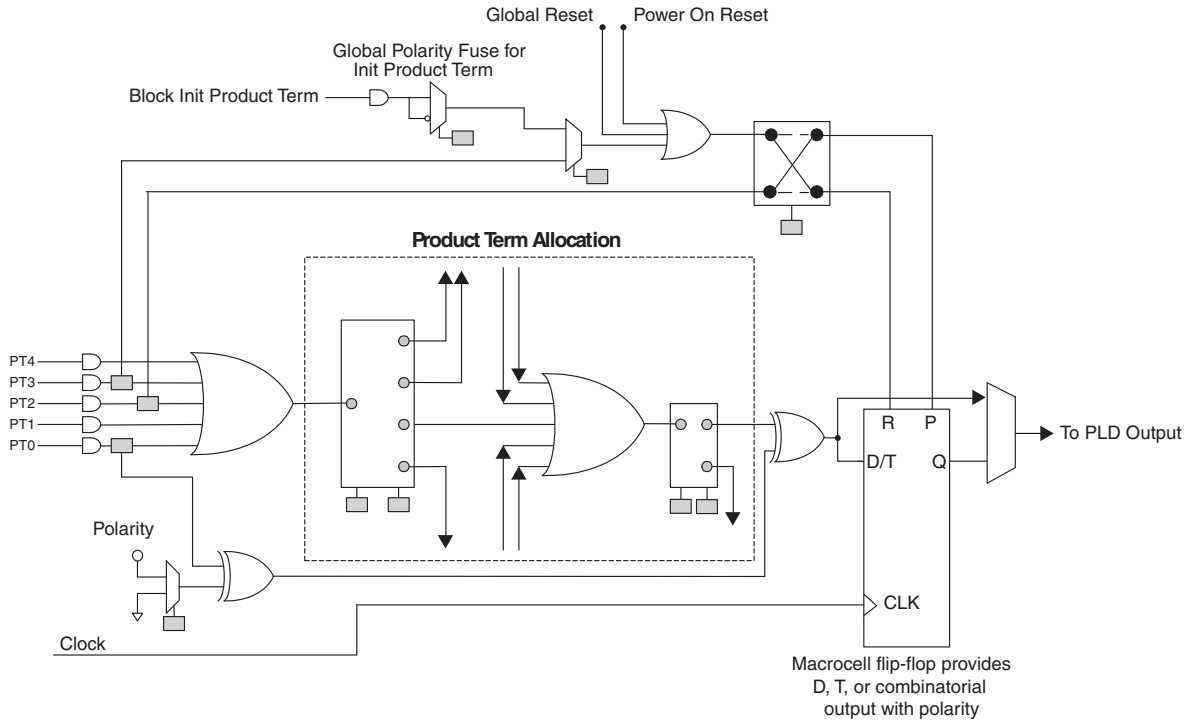 Global Reset
Power On Reset
Global Polarity Fuse for
Init Product Term
Block Init Product Term
Product Term Allocation
PT4
PT3
PT2
PT1
PT0
R
P
To PLD Output
D/T
Q
Polarity
CLK
Clock
Macrocell flip-flop provides
D, T, or combinatorial
output with polarity